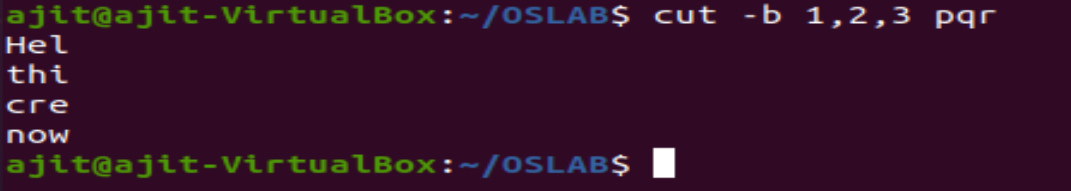 ajit@ajit-VirtualBox:~/OSLAB$ cut -b 1,2,3 pqr
Hel
thi
cre
now
ajit@ajit-VirtualBox:~/OSLAB$